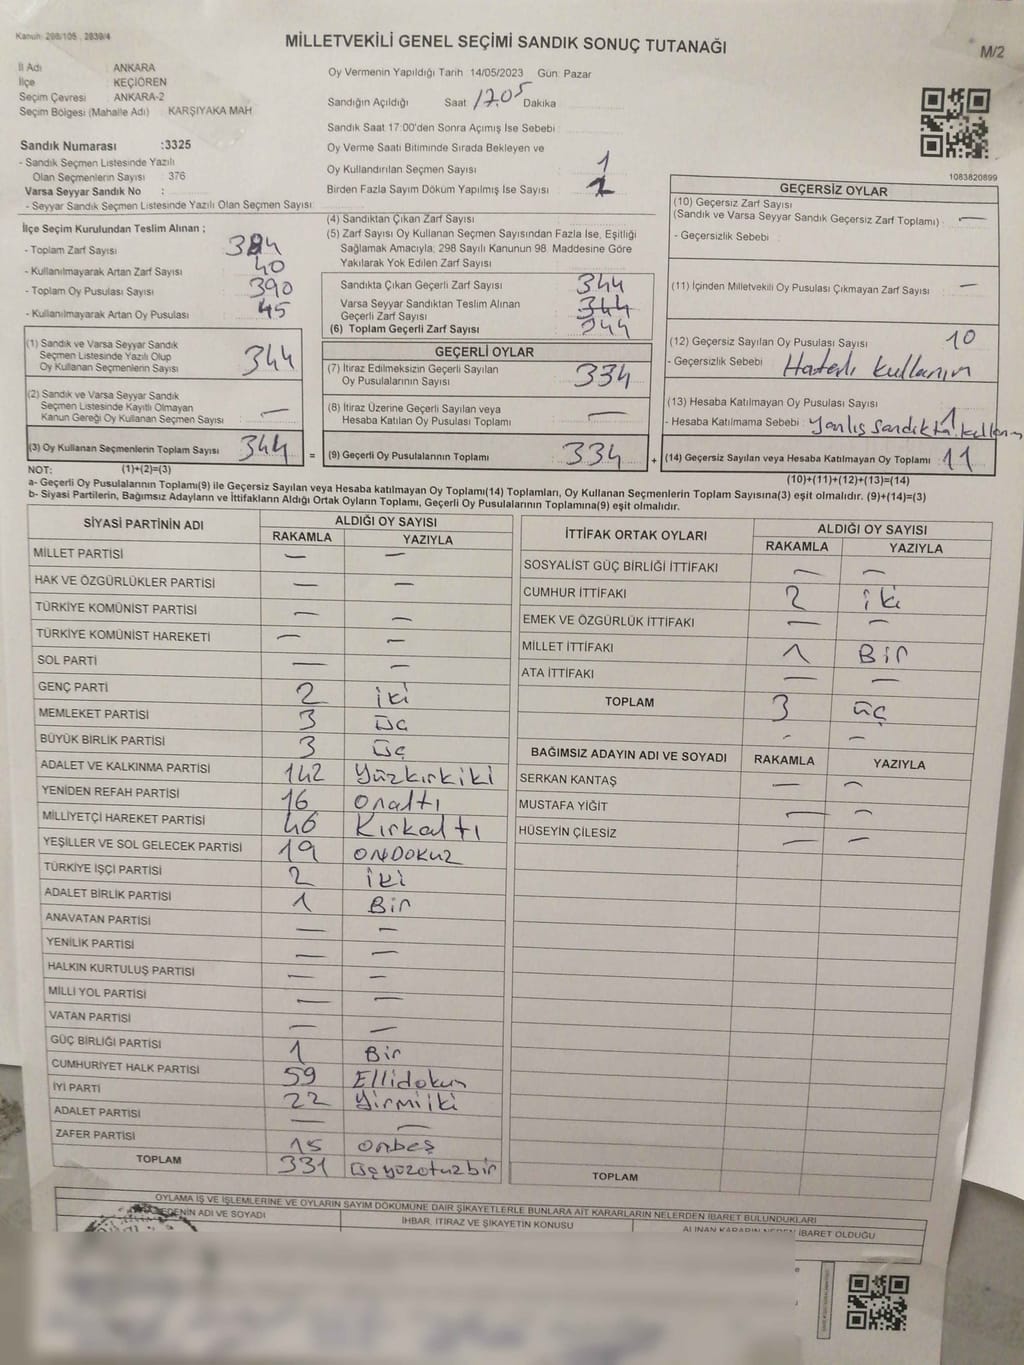 Kanun: 298/105 , 2839/4
MİLLETVEKİLİ GENEL SEÇİMİ SANDIK SONUÇ TUTANAĞI
M/2
İl Adı : ANKARA
İlçe : KEÇİÖREN
Seçim Çevresi : ANKARA-2
Seçim Bölgesi (Mahalle Adı) : KARŞIYAKA MAH
Oy Vermenin Yapıldığı Tarih : 14/05/2023 Gün: Pazar
Sandığın Açıldığı Saat 1705 Dakika
Sandık Saat 17:00'den Sonra Açımış İse Sebebi :
Oy Verme Saati Bitiminde Sırada Bekleyen ve
Oy Kullandırılan Seçmen Sayısı : 1
Birden Fazla Sayım Döküm Yapılmış İse Sayısı : 1
1083820899
Sandık Numarası :3325
- Sandık Seçmen Listesinde Yazılı
Olan Seçmenlerin Sayısı : 376
Varsa Seyyar Sandık No :
- Seyyar Sandık Seçmen Listesinde Yazılı Olan Seçmen Sayısı:
İlçe Seçim Kurulundan Teslim Alınan ;
- Toplam Zarf Sayısı : 384
- Kullanılmayarak Artan Zarf Sayısı : 40
- Toplam Oy Pusulası Sayısı : 390
- Kullanılmayarak Artan Oy Pusulası : 45
(1) Sandık ve Varsa Seyyar Sandık
Seçmen Listesinde Yazılı Olup
Oy Kullanan Seçmenlerin Sayısı : 344
(2) Sandık ve Varsa Seyyar Sandık
Seçmen Listesinde Kayıtlı Olmayan
Kanun Gereği Oy Kullanan Seçmen Sayısı : —
(3) Oy Kullanan Seçmenlerin Toplam Sayısı : 344
(4) Sandıktan Çıkan Zarf Sayısı :
(5) Zarf Sayısı Oy Kullanan Seçmen Sayısından Fazla İse, Eşitliği
Sağlamak Amacıyla; 298 Sayılı Kanunun 98. Maddesine Göre
Yakılarak Yok Edilen Zarf Sayısı :
Sandıkta Çıkan Geçerli Zarf Sayısı : 344
Varsa Seyyar Sandıktan Teslim Alınan
Geçerli Zarf Sayısı : 344
(6) Toplam Geçerli Zarf Sayısı : 344
GEÇERLİ OYLAR
(7) İtiraz Edilmeksizin Geçerli Sayılan
Oy Pusulalarının Sayısı : 334
(8) İtiraz Üzerine Geçerli Sayılan veya
Hesaba Katılan Oy Pusulası Toplamı : —
= (9) Geçerli Oy Pusulalarının Toplamı : 334 +
GEÇERSİZ OYLAR
(10) Geçersiz Zarf Sayısı
(Sandık ve Varsa Seyyar Sandık Geçersiz Zarf Toplamı) : —
- Geçersizlik Sebebi :
(11) İçinden Milletvekili Oy Pusulası Çıkmayan Zarf Sayısı : —
(12) Geçersiz Sayılan Oy Pusulası Sayısı : 10
- Geçersizlik Sebebi : Hatalı kullanım
(13) Hesaba Katılmayan Oy Pusulası Sayısı : 1
- Hesaba Katılmama Sebebi : Yanlış sandıkta kullanım
(14) Geçersiz Sayılan veya Hesaba Katılmayan Oy Toplamı : 11
NOT: (1)+(2)=(3)
(10)+(11)+(12)+(13)=(14)
a- Geçerli Oy Pusulalarının Toplamı(9) ile Geçersiz Sayılan veya Hesaba Katılmayan Oy Toplamı(14) Toplamları, Oy Kullanan Seçmenlerin Toplam Sayısına(3) eşit olmalıdır. (9)+(14)=(3)
b- Siyasi Partilerin, Bağımsız Adayların ve İttifakların Aldığı Ortak Oyların Toplamı, Geçerli Oy Pusulalarının Toplamına(9) eşit olmalıdır.
SİYASİ PARTİNİN ADI ALDIĞI OY SAYISI
RAKAMLA YAZIYLA
MİLLET PARTİSİ — —
HAK VE ÖZGÜRLÜKLER PARTİSİ — —
TÜRKİYE KOMÜNİST PARTİSİ — —
TÜRKİYE KOMÜNİST HAREKETİ — —
SOL PARTİ — —
GENÇ PARTİ 2 iki
MEMLEKET PARTİSİ 3 üç
BÜYÜK BİRLİK PARTİSİ 3 üç
ADALET VE KALKINMA PARTİSİ 142 Yüzkırkiki
YENİDEN REFAH PARTİSİ 16 onaltı
MİLLİYETÇİ HAREKET PARTİSİ 46 Kırkaltı
YEŞİLLER VE SOL GELECEK PARTİSİ 19 ONDOKUZ
TÜRKİYE İŞÇİ PARTİSİ 2 iki
ADALET BİRLİK PARTİSİ 1 Bir
ANAVATAN PARTİSİ — —
YENİLİK PARTİSİ — —
HALKIN KURTULUŞ PARTİSİ — —
MİLLİ YOL PARTİSİ — —
VATAN PARTİSİ — —
GÜÇ BİRLİĞİ PARTİSİ 1 Bir
CUMHURİYET HALK PARTİSİ 59 Ellidokuz
İYİ PARTİ 22 Yirmiiki
ADALET PARTİSİ — —
ZAFER PARTİSİ 15 onbeş
TOPLAM 331 üçyüzotuzbir
İTTİFAK ORTAK OYLARI ALDIĞI OY SAYISI
RAKAMLA YAZIYLA
SOSYALİST GÜÇ BİRLİĞİ İTTİFAKI — —
CUMHUR İTTİFAKI 2 iki
EMEK VE ÖZGÜRLÜK İTTİFAKI — —
MİLLET İTTİFAKI 1 Bir
ATA İTTİFAKI — —
TOPLAM 3 üç
- —
BAĞIMSIZ ADAYIN ADI VE SOYADI RAKAMLA YAZIYLA
SERKAN KANTAŞ — —
MUSTAFA YİĞİT — —
HÜSEYİN ÇİLESİZ — —
TOPLAM
OYLAMA İŞ VE İŞLEMLERİNE VE OYLARIN SAYIM DÖKÜMÜNE DAİR ŞİKAYETLERLE BUNLARA AİT KARARLARIN NELERDEN İBARET BULUNDUKLARI
EDENİN ADI VE SOYADI
İHBAR, İTİRAZ VE ŞİKAYETİN KONUSU
ALINAN KARARIN NEDEN İBARET OLDUĞU